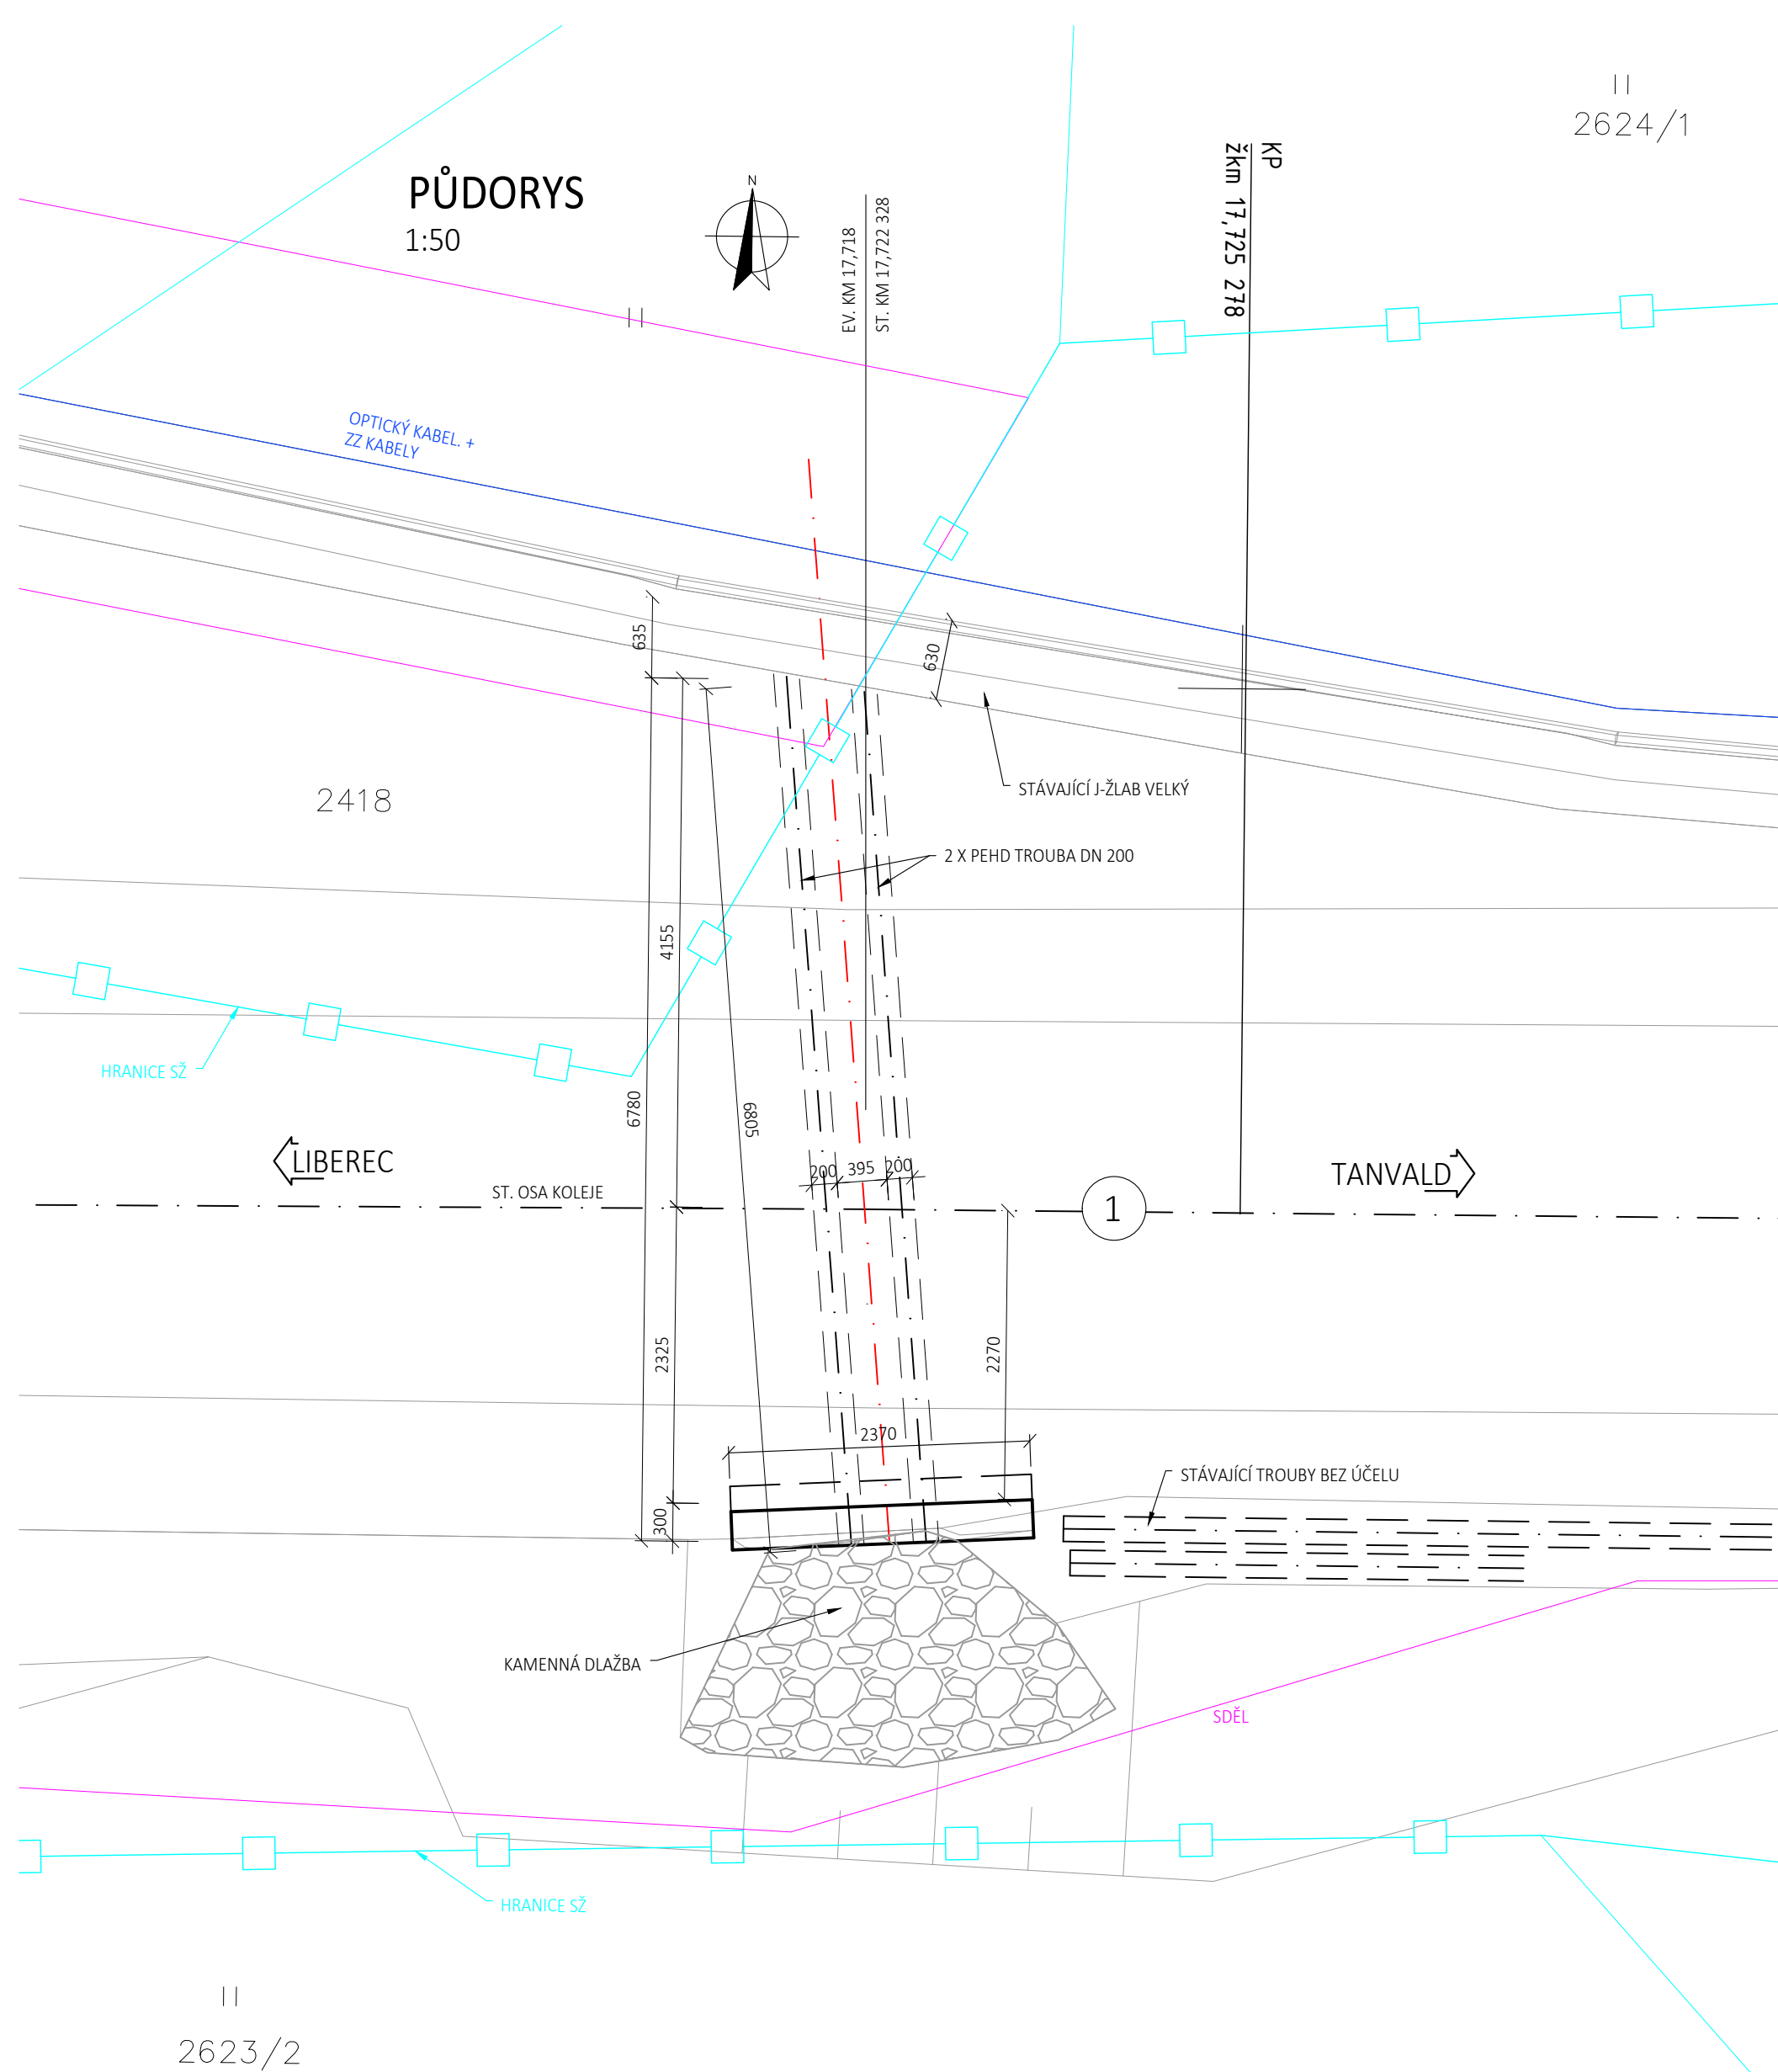 2624/1
KP
žkm 17,725 278
PŮDORYS
1:50
N
EV. KM 17,718
ST. KM 17,722 328
OPTICKÝ KABEL. +
ZZ KABELY
635
630
STÁVAJÍCÍ J-ŽLAB VELKÝ
2418
2 X PEHD TROUBA DN 200
4155
HRANICE SŽ
6780
6805
LIBEREC
TANVALD
200
395
200
ST. OSA KOLEJE
1
2325
2270
2370
STÁVAJÍCÍ TROUBY BEZ ÚČELU
300
KAMENNÁ DLAŽBA
SDĚL
HRANICE SŽ
2623/2